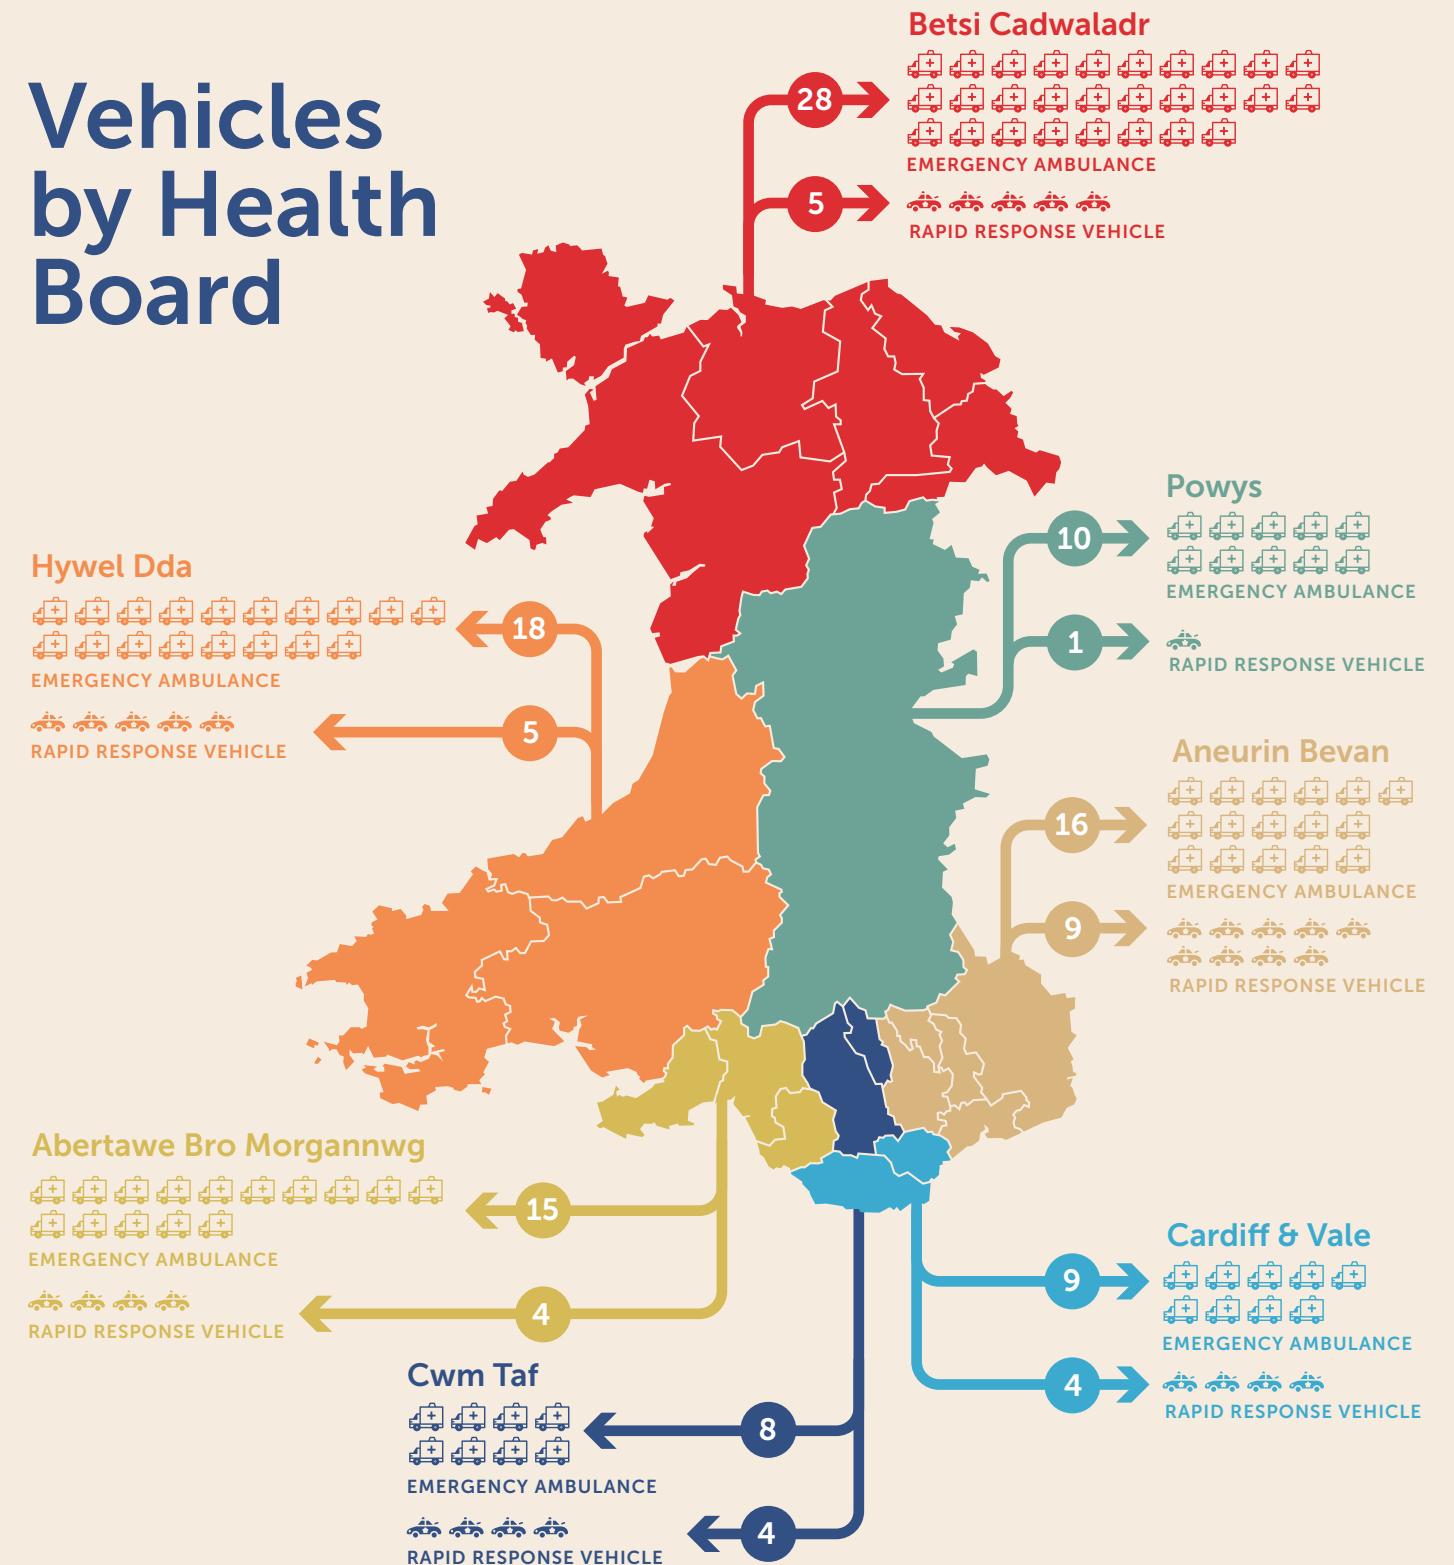 Vehicles
by Health
Board
Betsi Cadwaladr
28
EMERGENCY AMBULANCE
5
RAPID RESPONSE VEHICLE
Powys
10
EMERGENCY AMBULANCE
1
RAPID RESPONSE VEHICLE
Hywel Dda
18
EMERGENCY AMBULANCE
5
RAPID RESPONSE VEHICLE
Aneurin Bevan
16
EMERGENCY AMBULANCE
9
RAPID RESPONSE VEHICLE
Abertawe Bro Morgannwg
15
EMERGENCY AMBULANCE
4
RAPID RESPONSE VEHICLE
Cardiff & Vale
9
EMERGENCY AMBULANCE
4
RAPID RESPONSE VEHICLE
Cwm Taf
8
EMERGENCY AMBULANCE
4
RAPID RESPONSE VEHICLE